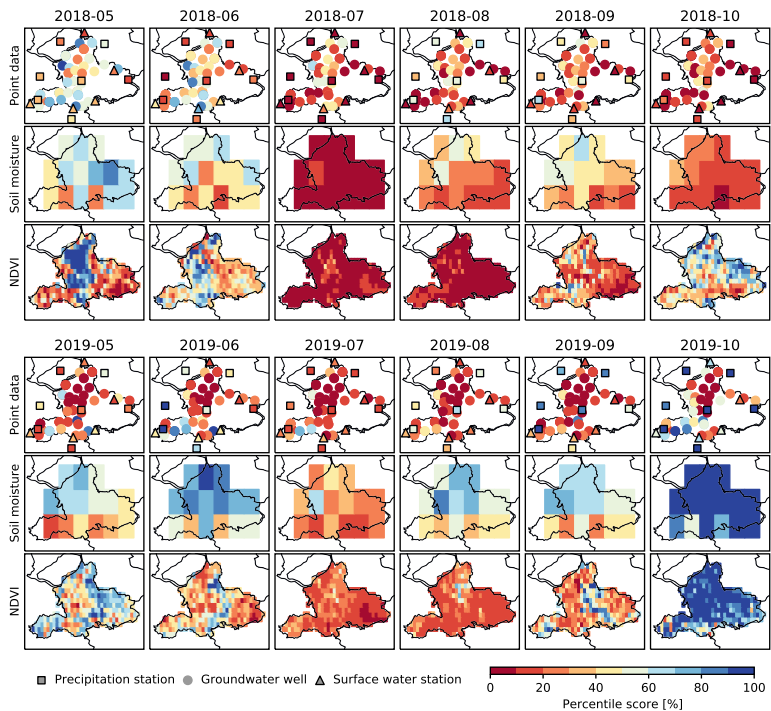 2018-05 2018-06 2018-07 2018-08 2018-09 2018-10
Point data
Soil moisture
NDVI
2019-05 2019-06 2019-07 2019-08 2019-09 2019-10
Point data
Soil moisture
NDVI
Precipitation station Groundwater well Surface water station
0 20 40 60 80 100
Percentile score [%]